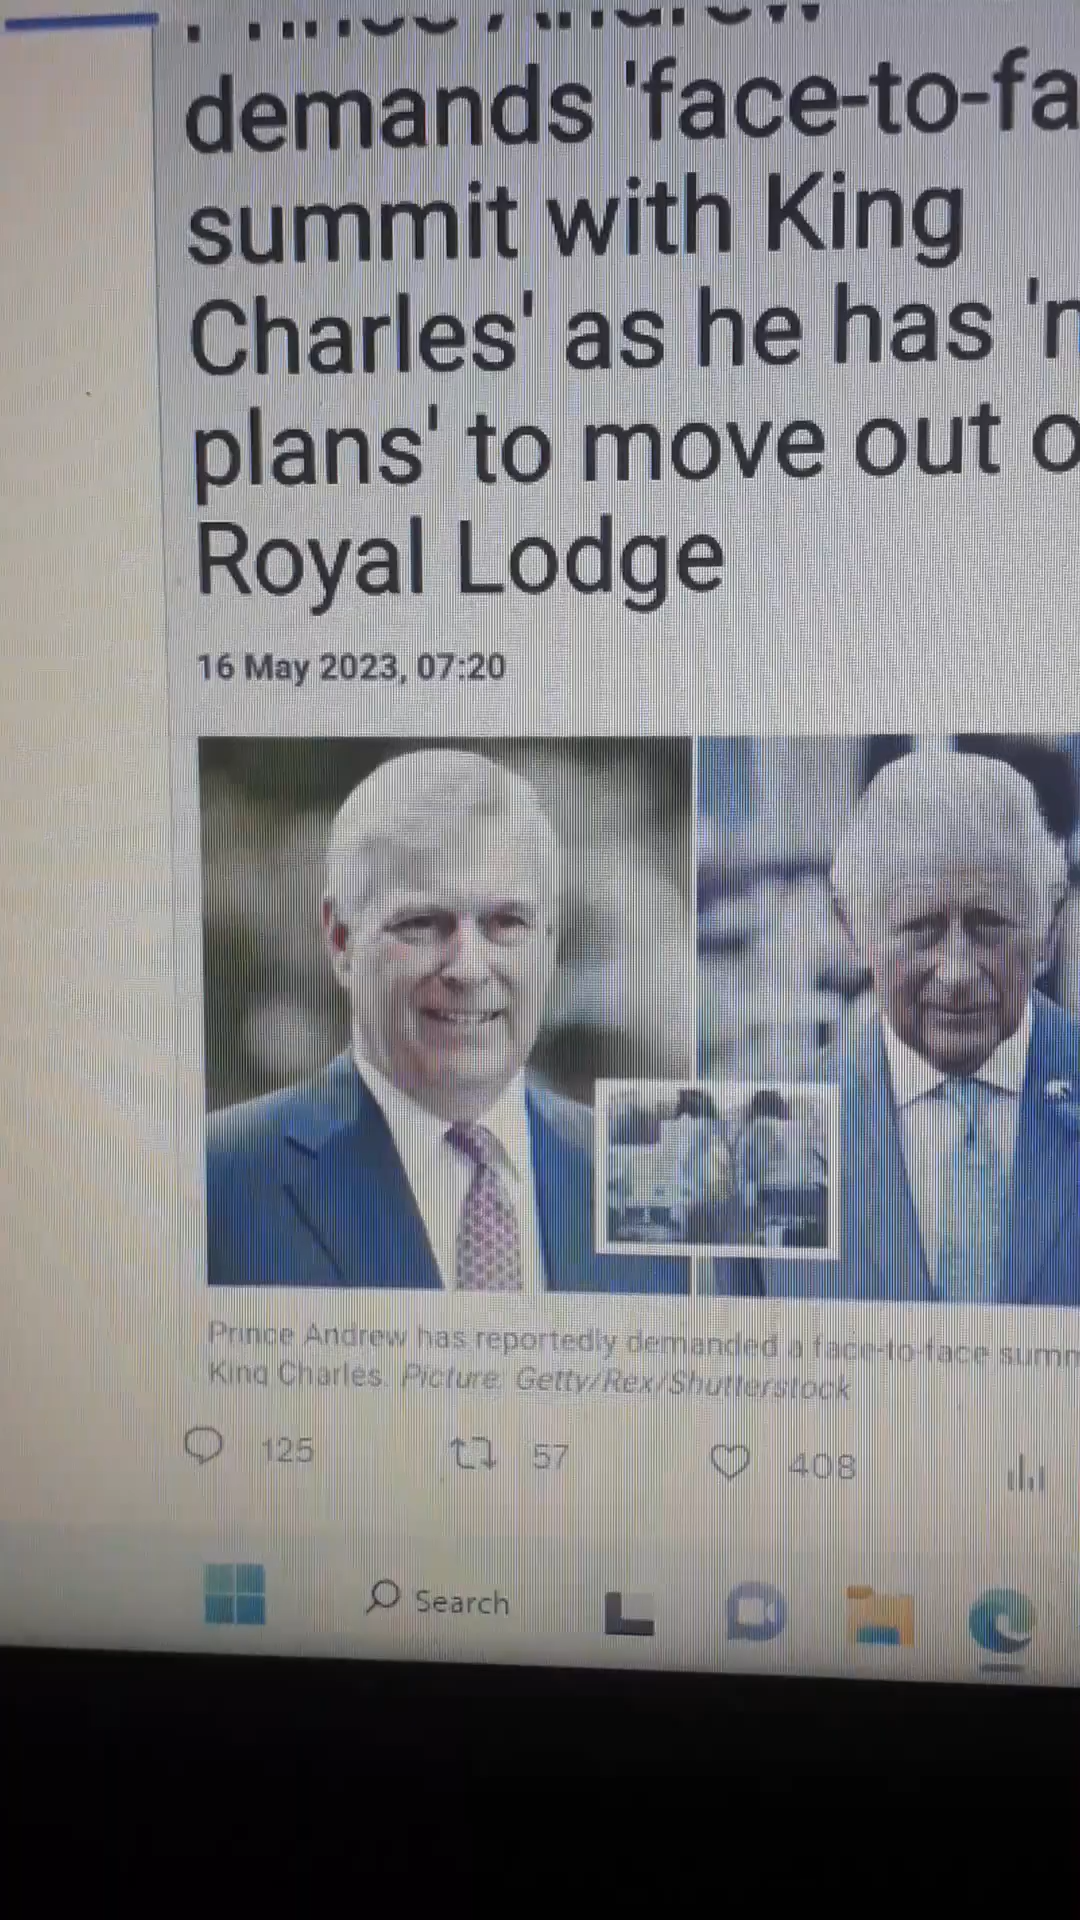 demands 'face-to-fa
summit with King
Charles' as he has 'n
plans' to move out o
Royal Lodge
16 May 2023, 07:20
Prince Andrew has reportedly demanded a face-to-face summ
King Charles. Picture: Getty/Rex/Shutterstock
125 57 408
Search